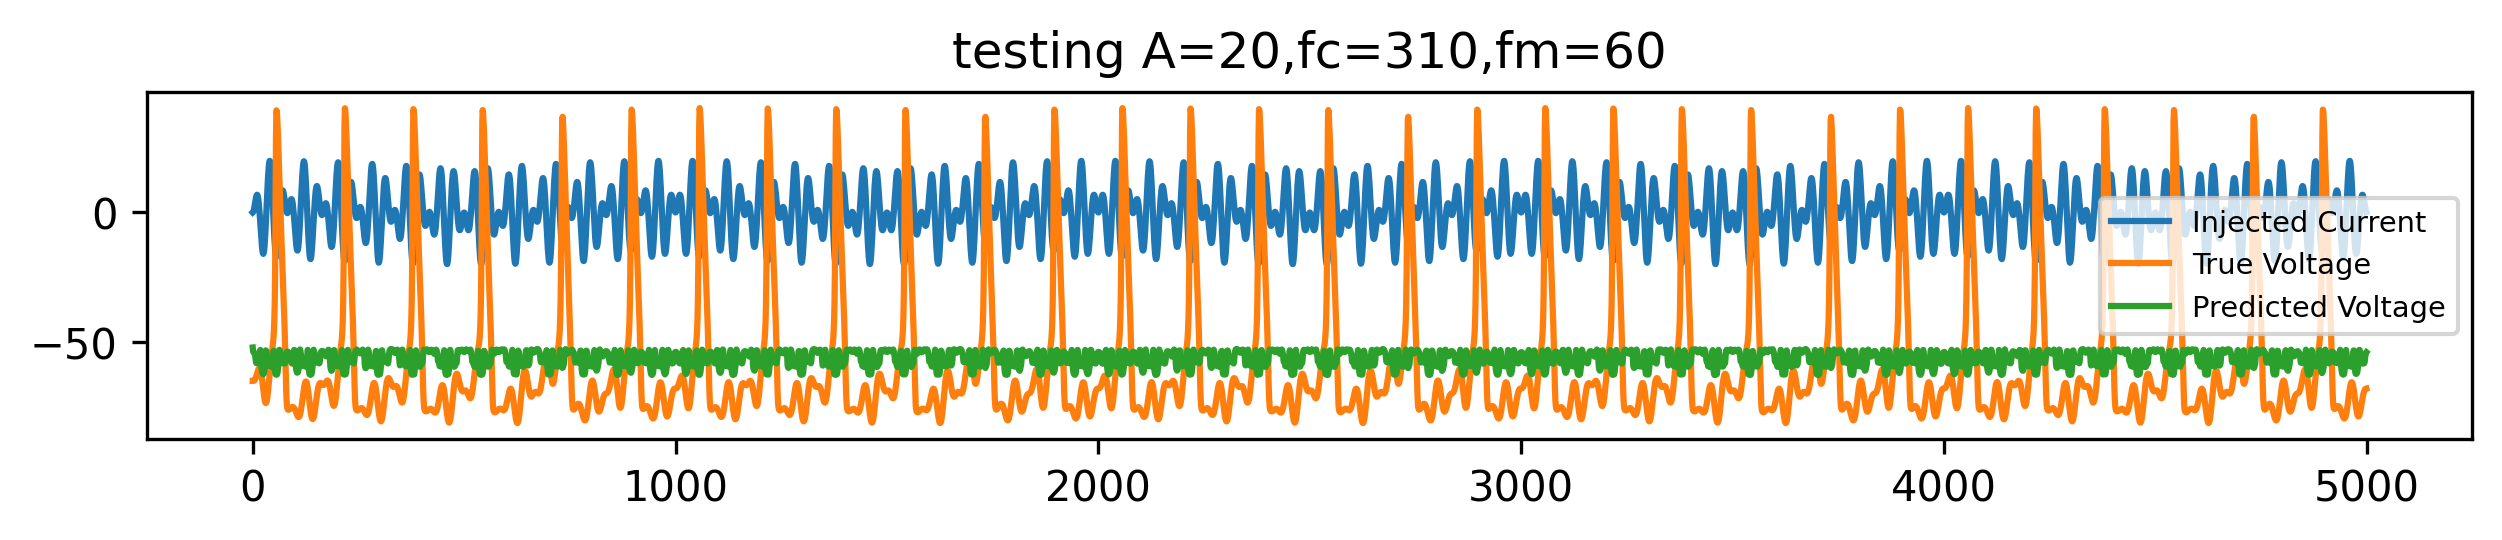 testing A=20,fc=310,fm=60
0
−50
Injected Current
True Voltage
Predicted Voltage
0 1000 2000 3000 4000 5000